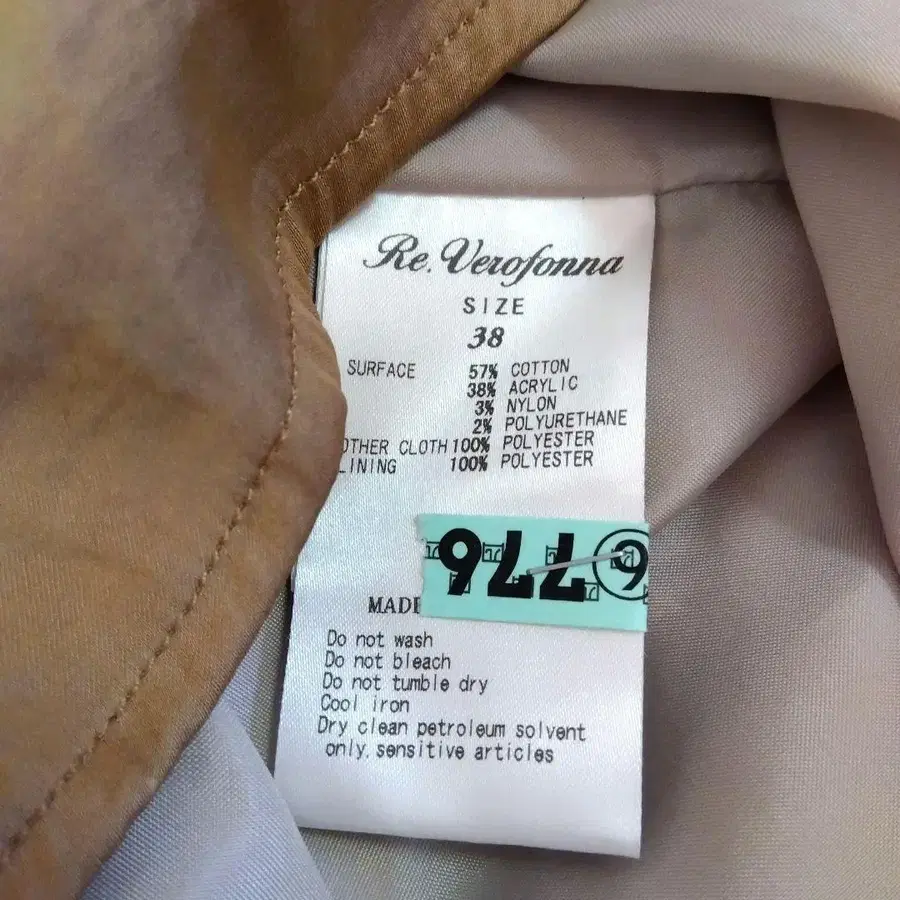 Re.Verofonna
SIZE
38
SURFACE 57% COTTON
38% ACRYLIC
3% NYLON
2% POLYURETHANE
OTHER CLOTH 100% POLYESTER
LINING 100% POLYESTER
MADE
Do not wash
Do not bleach
Do not tumble dry
Cool iron
Dry clean petroleum solvent
only, sensitive articles